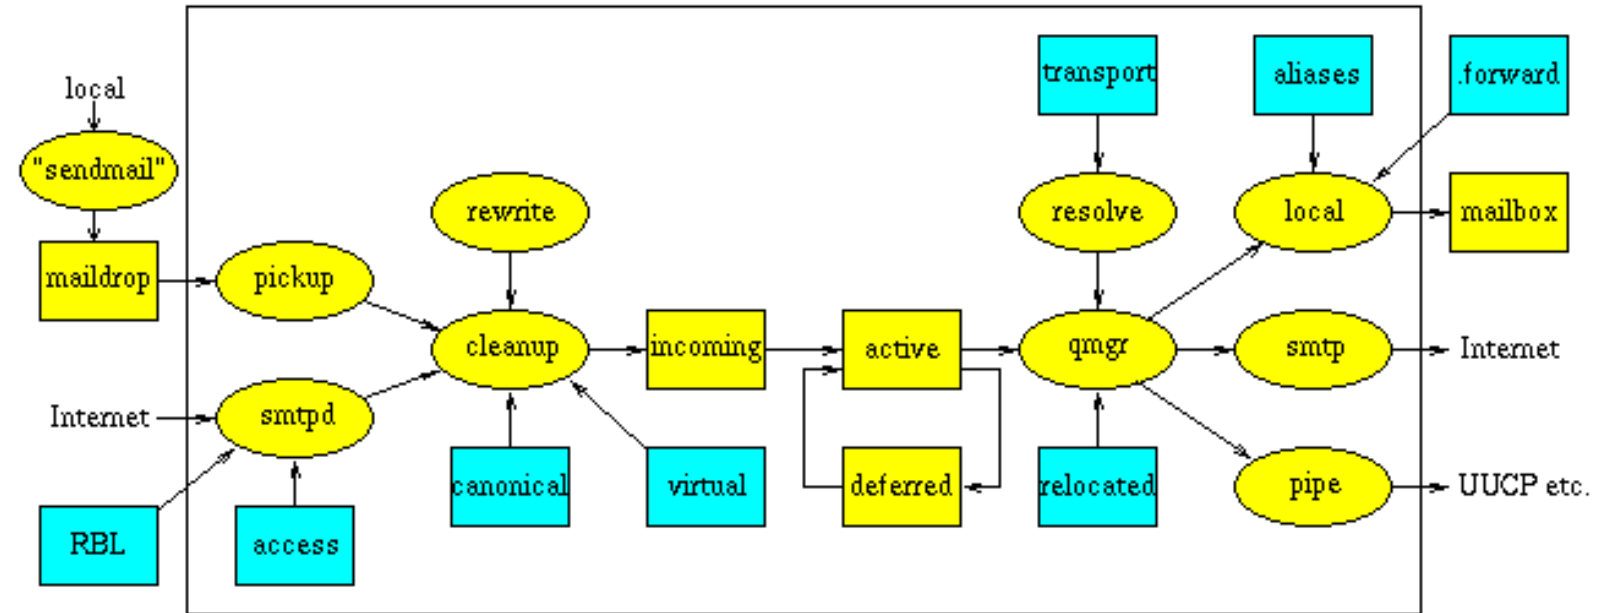 transport
aliases
.forward
local
"sendmail"
rewrite
resolve
local
mailbox
maildrop
pickup
cleanup
incoming
active
qmgr
smtp
Internet
Internet
smtpd
canonical
virtual
deferred
relocated
pipe
UUCP etc.
RBL
access